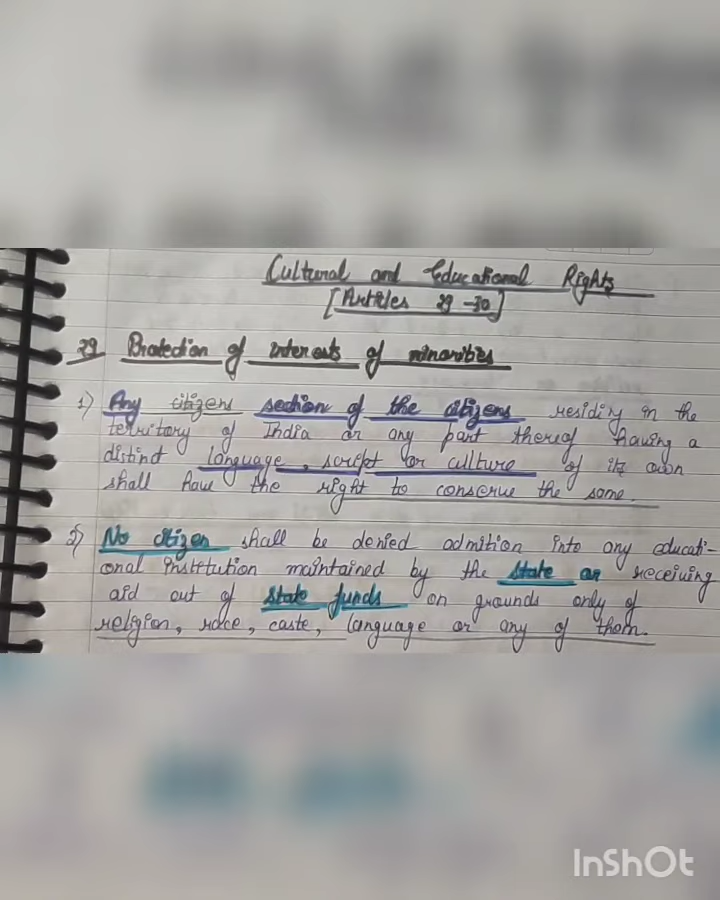 Cultural and Educational Rights
[Articles 29-30]
29 Protection of Interests of minorities
1) Any citizens section of the citizens residing in the
territory of India or any part thereof having a
distinct language, script or culture of its own
shall have the right to conserve the same.
2) No citizen shall be denied admition into any educati-
onal institution maintained by the state or receiving
aid out of state funds on grounds only of
religion, race, caste, language or any of them.
InShOt